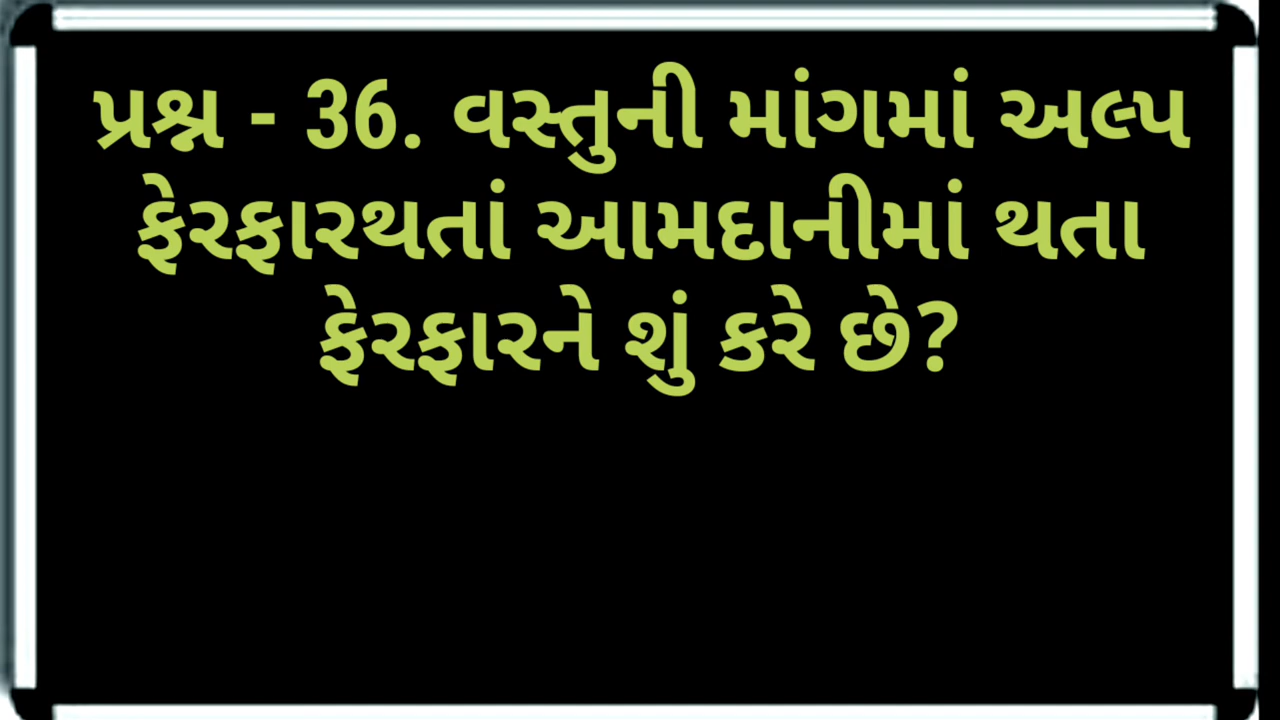 પ્રશ્ન - 36. વસ્તુની માંગમાં અલ્પ
ફેરફારથતાં આમદાનીમાં થતા
ફેરફારને શું કરે છે?